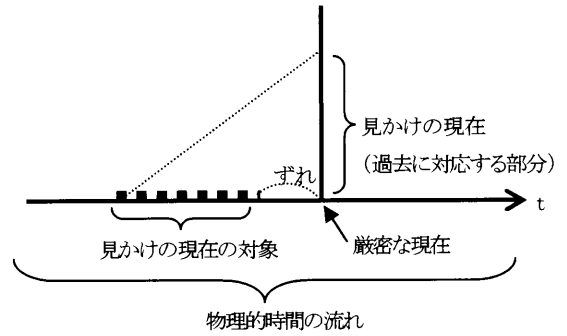 見かけの現在
(過去に対応する部分)
ずれ
t
見かけの現在の対象
厳密な現在
物理的時間の流れ